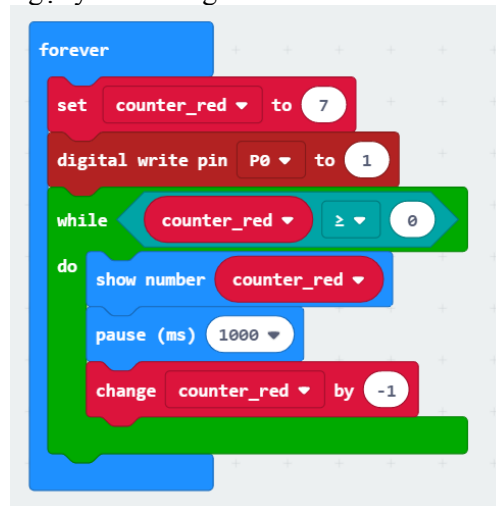 forever
set counter_red to 7
digital write pin P0 to 1
while counter_red ≥ 0
do
show number counter_red
pause (ms) 1000
change counter_red by -1